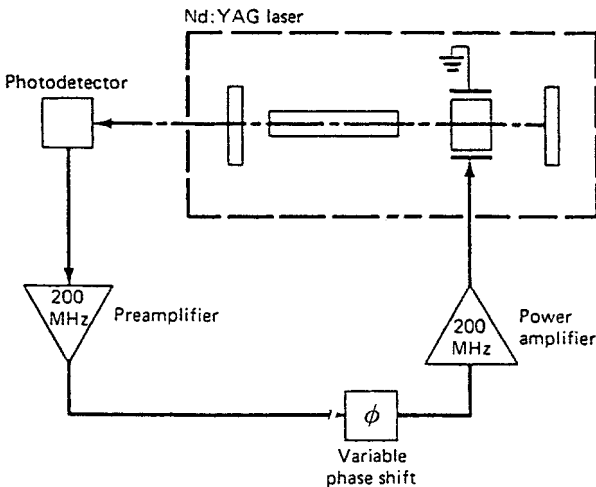 Nd:YAG laser
Photodetector
200
MHz
Preamplifier
200
MHz
Power
amplifier
ϕ
Variable
phase shift